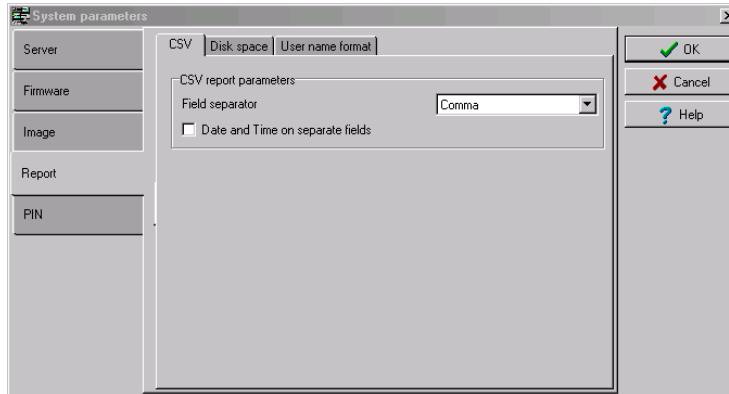 System parameters
Server
Firmware
Image
Report
PIN
CSV
Disk space
User name format
CSV report parameters
Field separator
Comma
Date and Time on separate fields
OK
Cancel
Help